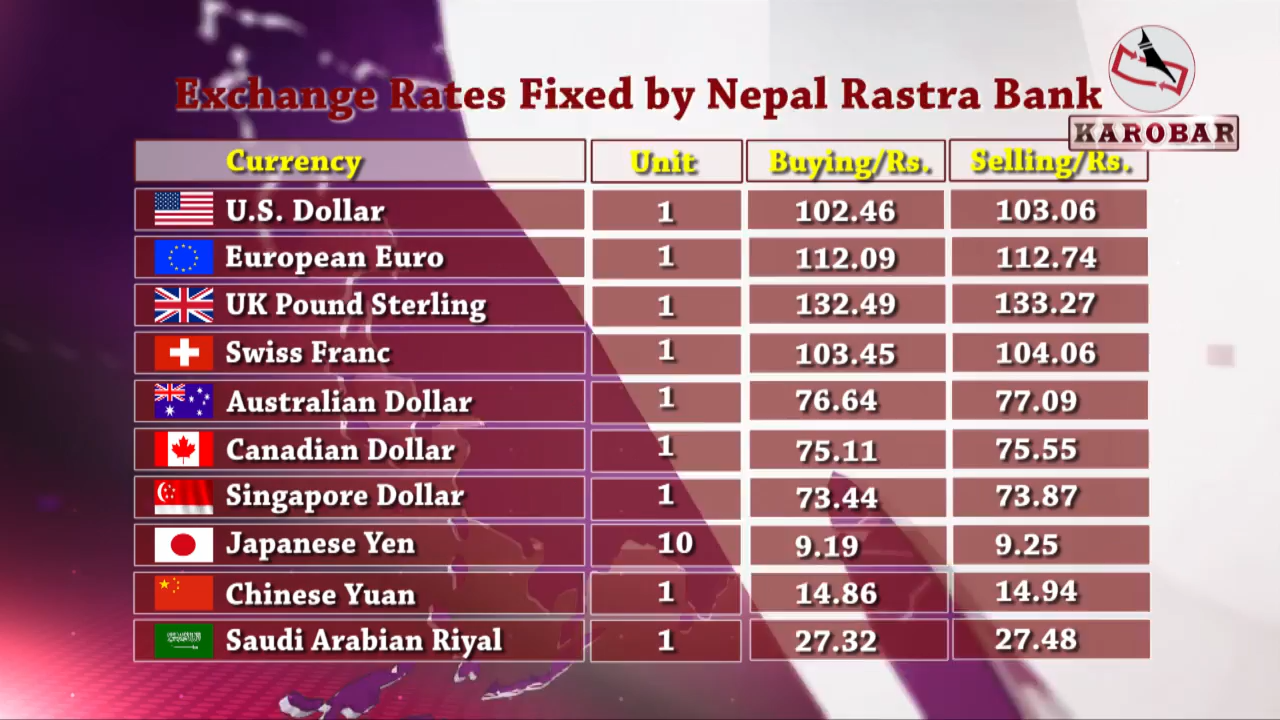 Exchange Rates Fixed by Nepal Rastra Bank
KAROBAR
Currency Unit Buying/Rs. Selling/Rs.
U.S. Dollar 1 102.46 103.06
European Euro 1 112.09 112.74
UK Pound Sterling 1 132.49 133.27
Swiss Franc 1 103.45 104.06
Australian Dollar 1 76.64 77.09
Canadian Dollar 1 75.11 75.55
Singapore Dollar 1 73.44 73.87
Japanese Yen 10 9.19 9.25
Chinese Yuan 1 14.86 14.94
Saudi Arabian Riyal 1 27.32 27.48